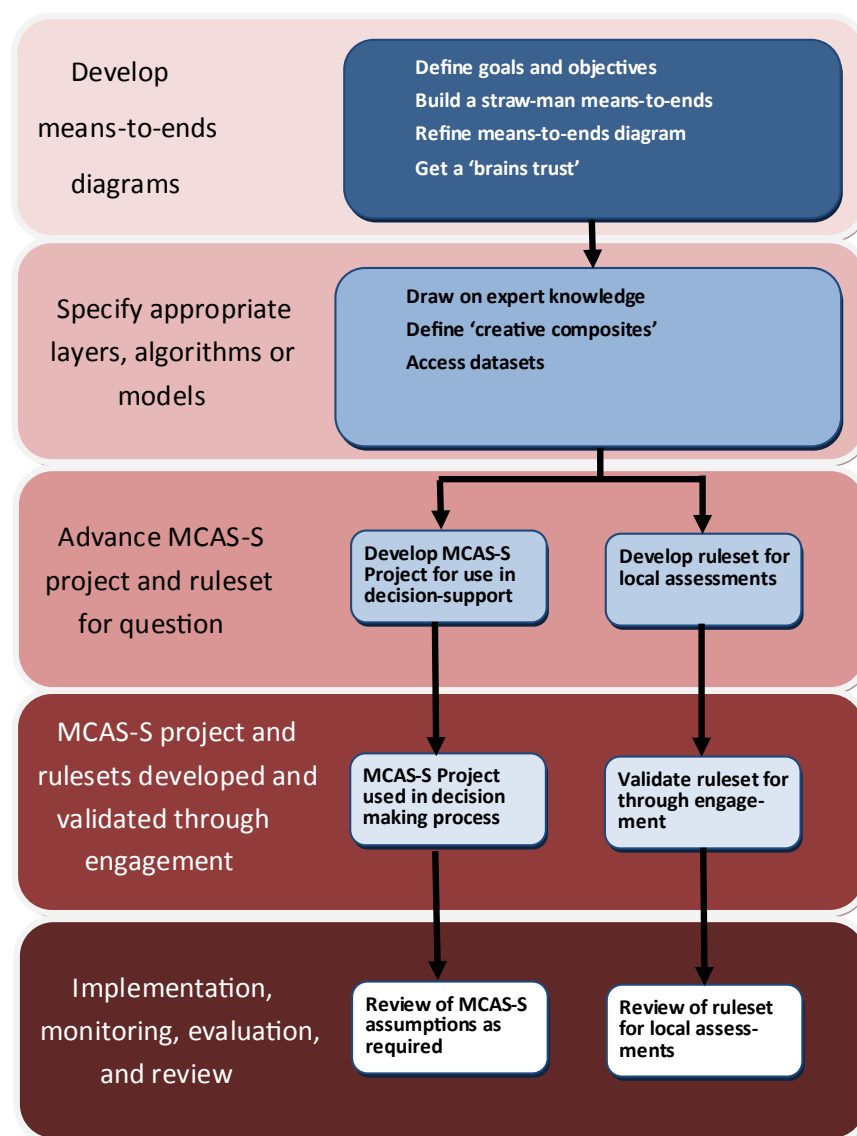 Develop
means-to-ends
diagrams
Define goals and objectives
Build a straw-man means-to-ends
Refine means-to-ends diagram
Get a ‘brains trust’
Specify appropriate
layers, algorithms or
models
Draw on expert knowledge
Define ‘creative composites’
Access datasets
Advance MCAS-S
project and ruleset
for question
Develop MCAS-S
Project for use in
decision-support
Develop ruleset for
local assessments
MCAS-S project and
rulesets developed and
validated through
engagement
MCAS-S Project
used in decision
making process
Validate ruleset for
through engage-
ment
Implementation,
monitoring, evaluation,
and review
Review of MCAS-S
assumptions as
required
Review of ruleset
for local assess-
ments